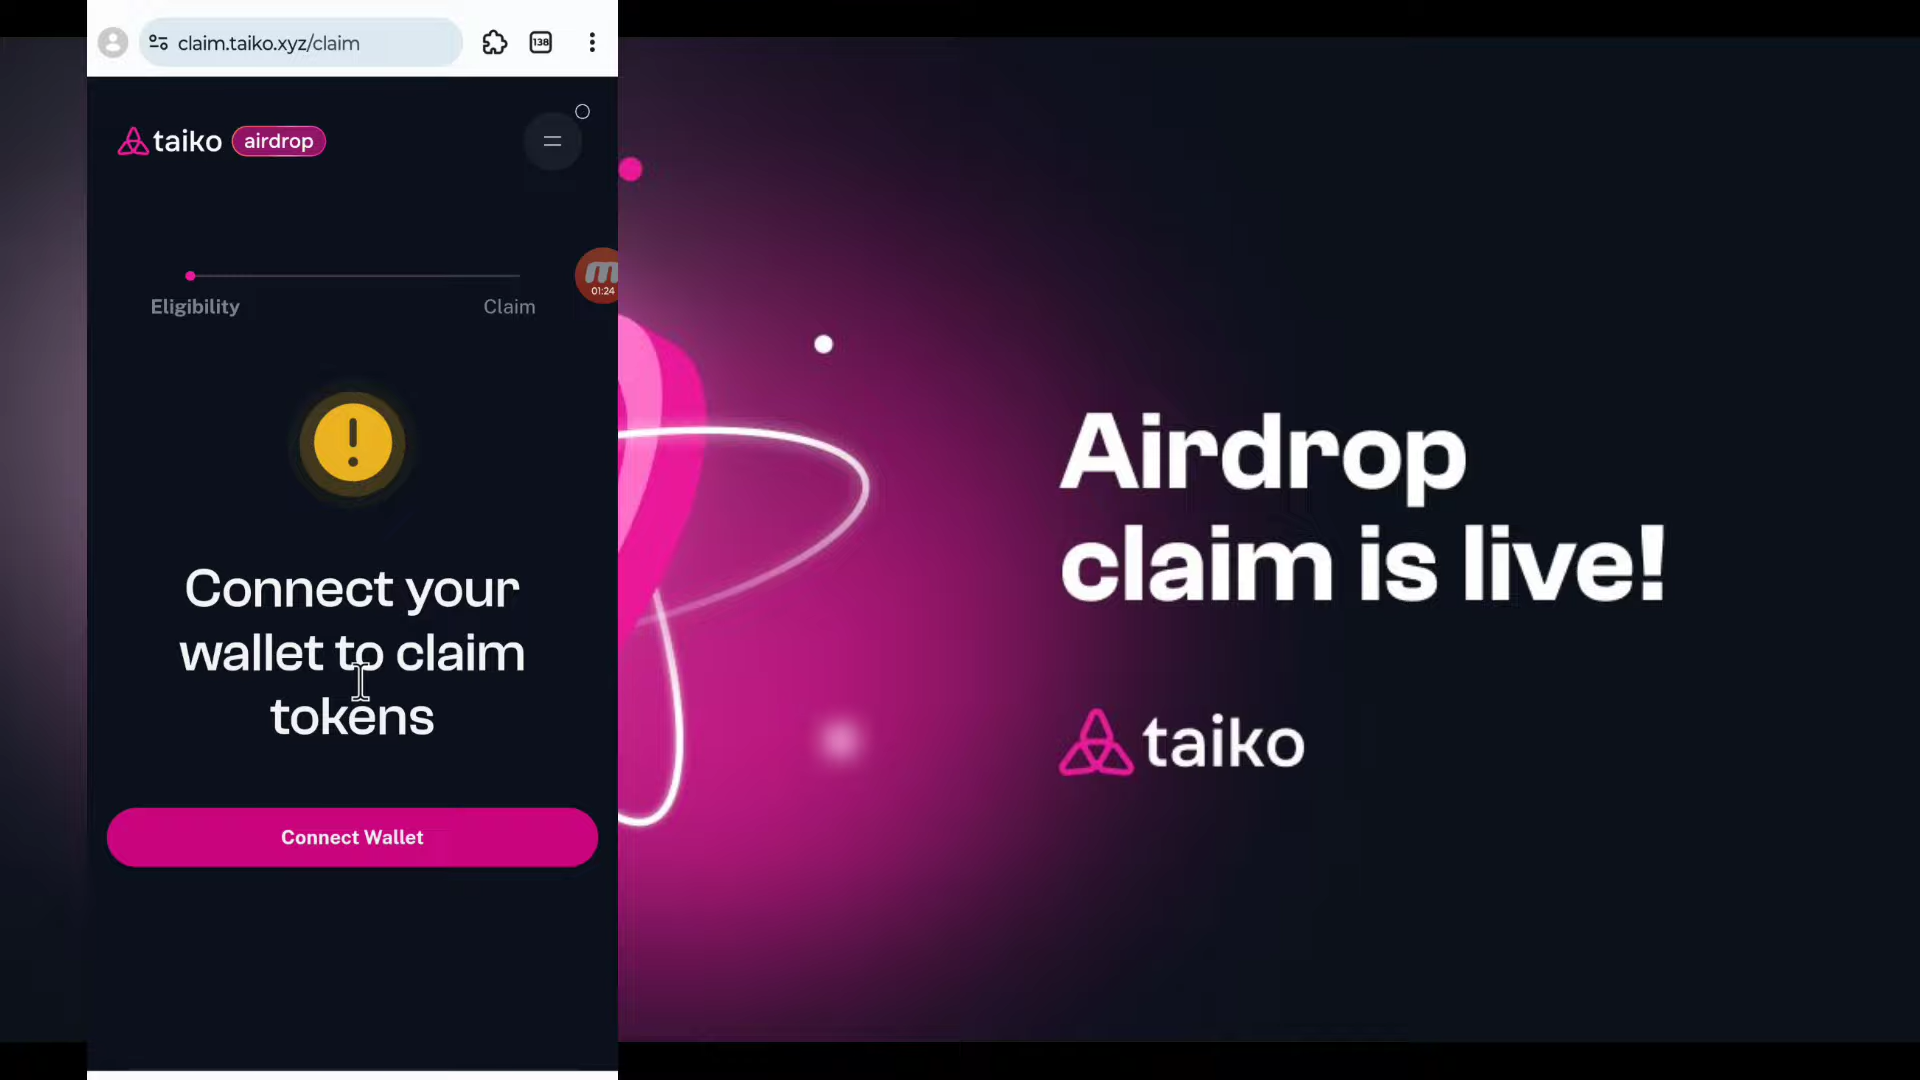 claim.taiko.xyz/claim
138
taiko airdrop
01:24
Eligibility
Claim
Connect your
wallet to claim
tokens
Connect Wallet
Airdrop
claim is live!
taiko